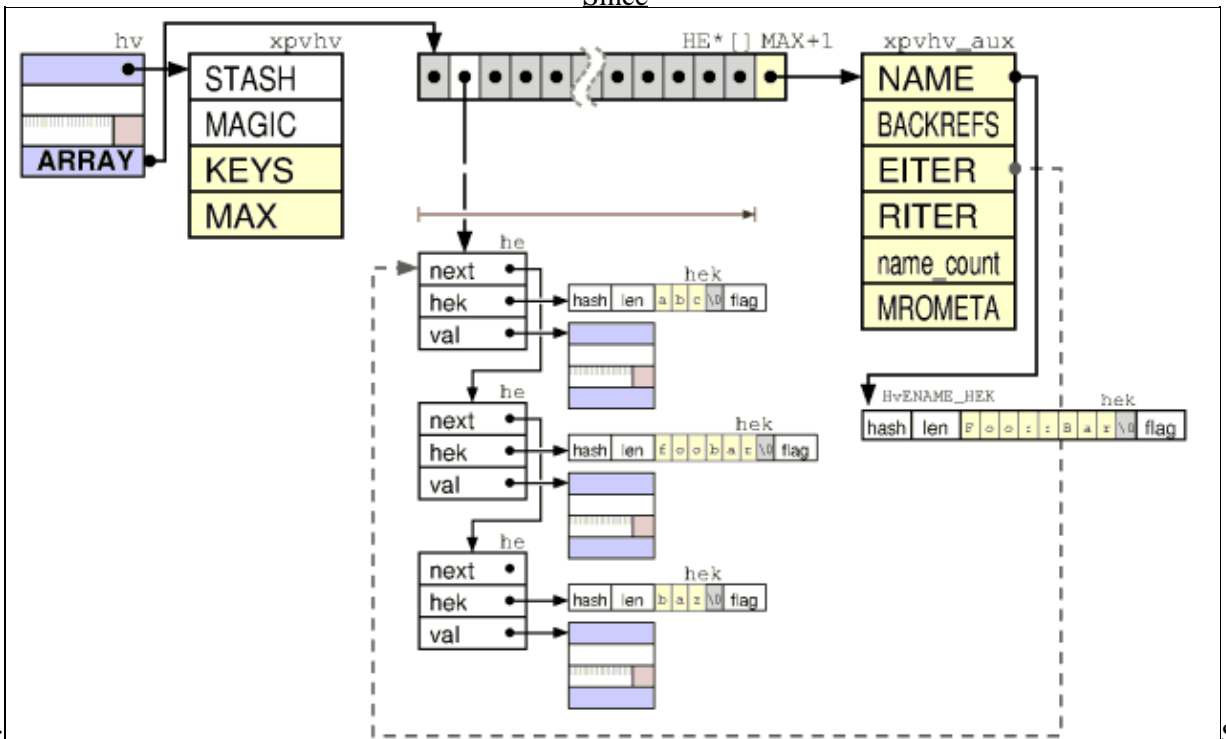 Since
hv
xpvhv
HE*[] MAX+1
xpvhv_aux
STASH
MAGIC
KEYS
MAX
ARRAY
NAME
BACKREFS
EITER
RITER
name_count
MROMETA
he
next
hek
val
hek
hash len a b c \0 flag
he
next
hek
val
hek
hash len f o o b a r \0 flag
he
next
hek
val
hek
hash len b a z \0 flag
HvENAME_HEK
hek
hash len F o o : : B a r \0 flag